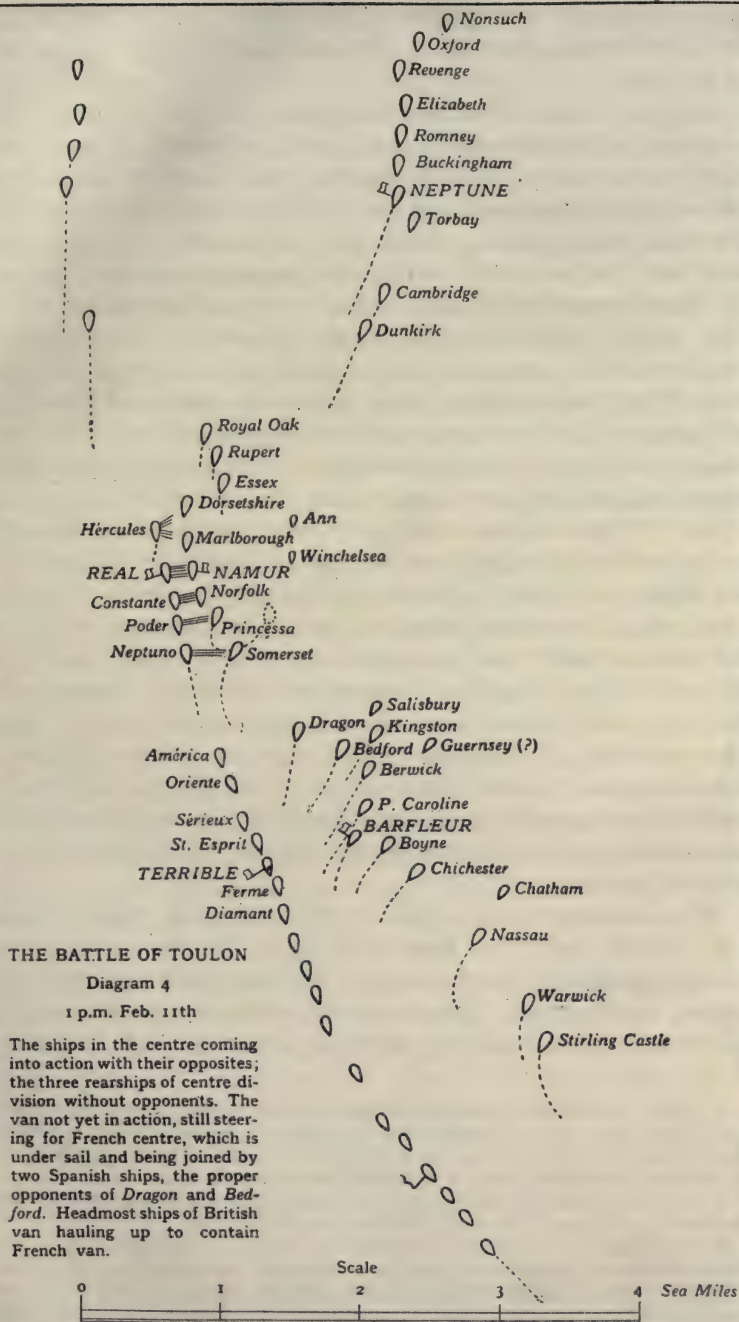 Nonsuch
Oxford
Revenge
Elizabeth
Romney
Buckingham
NEPTUNE
Torbay
Cambridge
Dunkirk
Royal Oak
Rupert
Essex
Dorsetshire
Hércules
Ann
Marlborough
Winchelsea
REAL NAMUR
Constante Norfolk
Poder Princessa
Neptuno Somerset
Salisbury
Dragon Kingston
América Bedford Guernsey (?)
Oriente Berwick
P. Caroline
Sérieux BARFLEUR
St. Esprit Boyne
TERRIBLE Chichester
Ferme Chatham
Diamant
Nassau
Warwick
Stirling Castle
THE BATTLE OF TOULON
Diagram 4
1 p.m. Feb. 11th
The ships in the centre coming
into action with their opposites;
the three rearships of centre di-
vision without opponents. The
van not yet in action, still steer-
ing for French centre, which is
under sail and being joined by
two Spanish ships, the proper
opponents of Dragon and Bed-
ford. Headmost ships of British
van hauling up to contain
French van.
Scale
0 1 2 3 4 Sea Miles